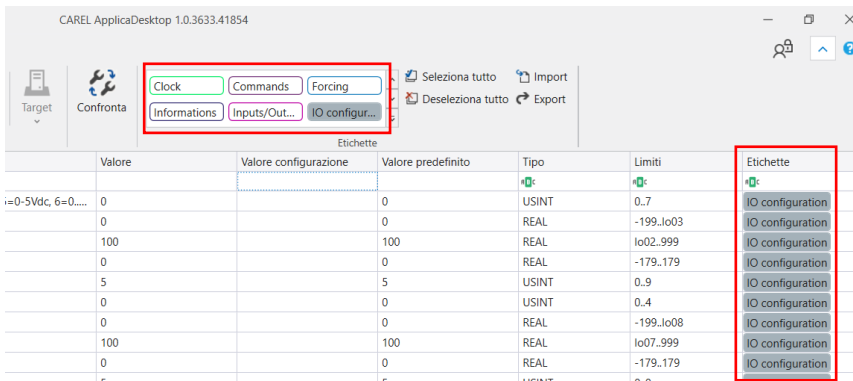 CAREL ApplicaDesktop 1.0.3633.41854
Target
Confronta
Clock
Commands
Forcing
Informations
Inputs/Out...
IO configur...
Seleziona tutto
Import
Deseleziona tutto
Export
Etichette
Valore Valore configurazione Valore predefinito Tipo Limiti Etichette
=0-5Vdc, 6=0..... 0 0 USINT 0..7 IO configuration
0 0 REAL -199..Io03 IO configuration
100 100 REAL Io02..999 IO configuration
0 0 REAL -179..179 IO configuration
5 5 USINT 0..9 IO configuration
0 0 USINT 0..4 IO configuration
0 0 REAL -199..Io08 IO configuration
100 100 REAL Io07..999 IO configuration
0 0 REAL -179..179 IO configuration